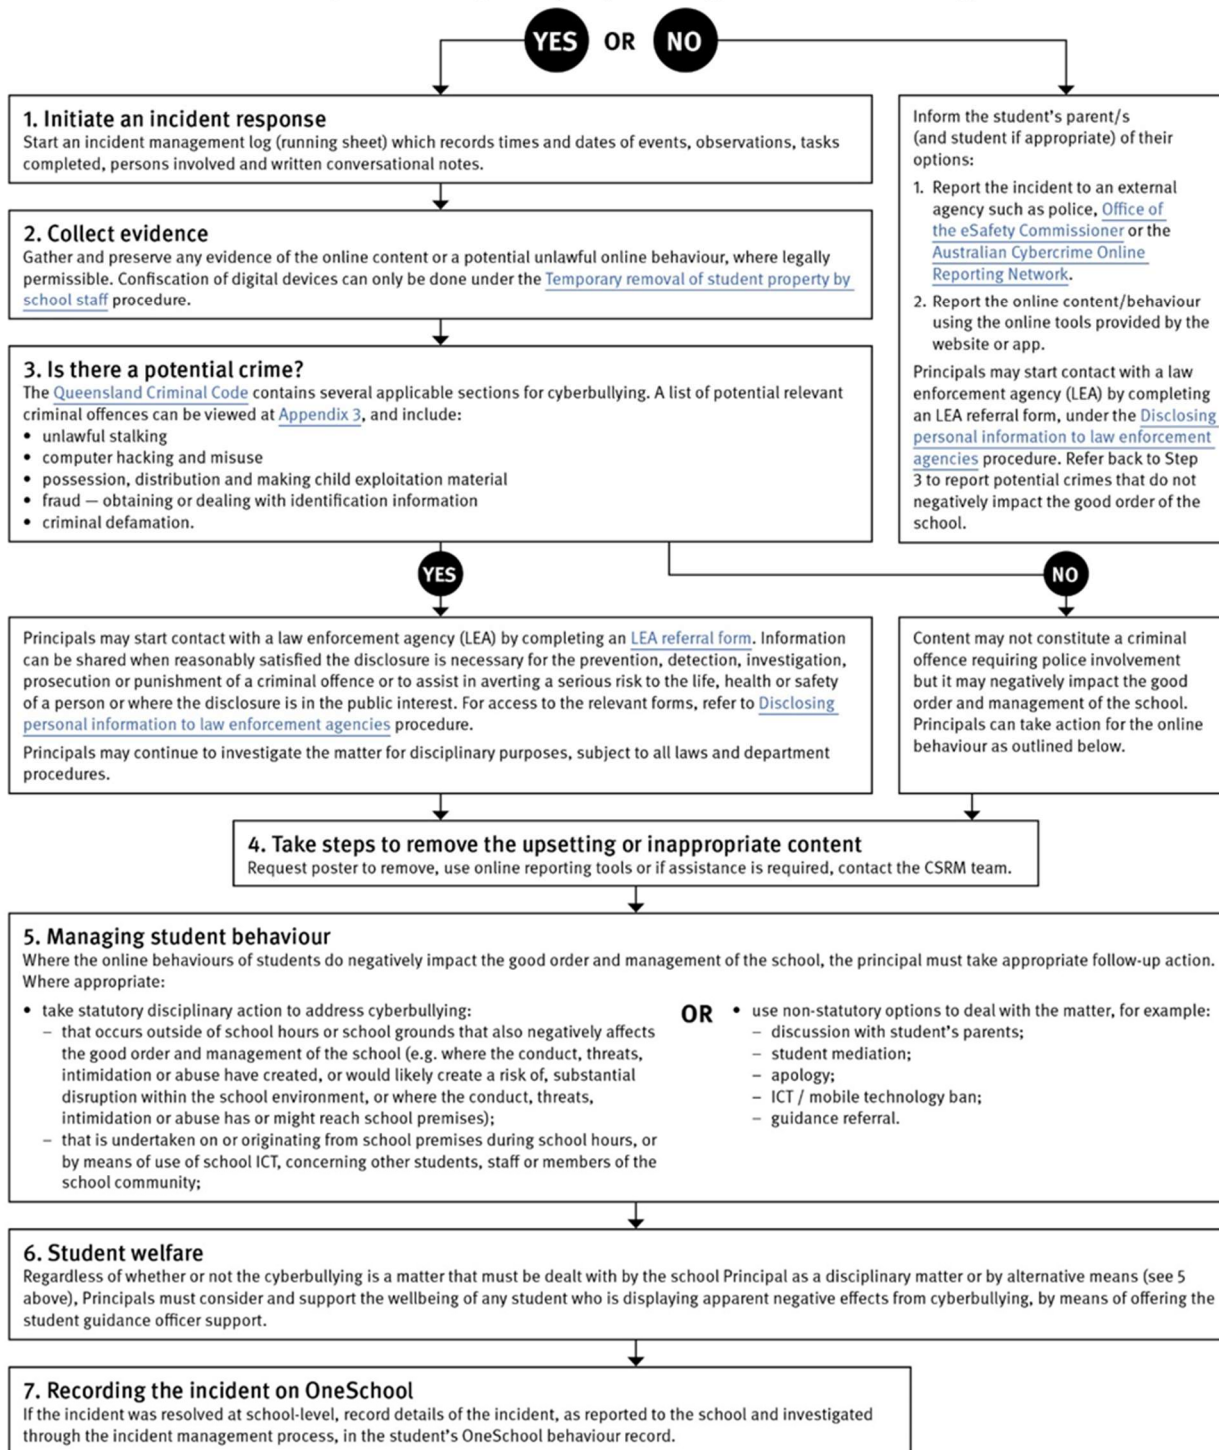 YES OR NO
1. Initiate an incident response
Start an incident management log (running sheet) which records times and dates of events, observations, tasks
completed, persons involved and written conversational notes.
2. Collect evidence
Gather and preserve any evidence of the online content or a potential unlawful online behaviour, where legally
permissible. Confiscation of digital devices can only be done under the Temporary removal of student property by
school staff procedure.
3. Is there a potential crime?
The Queensland Criminal Code contains several applicable sections for cyberbullying. A list of potential relevant
criminal offences can be viewed at Appendix 3, and include:
• unlawful stalking
• computer hacking and misuse
• possession, distribution and making child exploitation material
• fraud — obtaining or dealing with identification information
• criminal defamation.
Inform the student's parent/s
(and student if appropriate) of their
options:
1. Report the incident to an external
agency such as police, Office of
the eSafety Commissioner or the
Australian Cybercrime Online
Reporting Network.
2. Report the online content/behaviour
using the online tools provided by the
website or app.
Principals may start contact with a law
enforcement agency (LEA) by completing
an LEA referral form, under the Disclosing
personal information to law enforcement
agencies procedure. Refer back to Step
3 to report potential crimes that do not
negatively impact the good order of the
school.
YES
NO
Principals may start contact with a law enforcement agency (LEA) by completing an LEA referral form. Information
can be shared when reasonably satisfied the disclosure is necessary for the prevention, detection, investigation,
prosecution or punishment of a criminal offence or to assist in averting a serious risk to the life, health or safety
of a person or where the disclosure is in the public interest. For access to the relevant forms, refer to Disclosing
personal information to law enforcement agencies procedure.
Principals may continue to investigate the matter for disciplinary purposes, subject to all laws and department
procedures.
Content may not constitute a criminal
offence requiring police involvement
but it may negatively impact the good
order and management of the school.
Principals can take action for the online
behaviour as outlined below.
4. Take steps to remove the upsetting or inappropriate content
Request poster to remove, use online reporting tools or if assistance is required, contact the CSRM team.
5. Managing student behaviour
Where the online behaviours of students do negatively impact the good order and management of the school, the principal must take appropriate follow-up action.
Where appropriate:
• take statutory disciplinary action to address cyberbullying:
– that occurs outside of school hours or school grounds that also negatively affects
the good order and management of the school (e.g. where the conduct, threats,
intimidation or abuse have created, or would likely create a risk of, substantial
disruption within the school environment, or where the conduct, threats,
intimidation or abuse has or might reach school premises);
– that is undertaken on or originating from school premises during school hours, or
by means of use of school ICT, concerning other students, staff or members of the
school community;
OR
• use non-statutory options to deal with the matter, for example:
– discussion with student's parents;
– student mediation;
– apology;
– ICT / mobile technology ban;
– guidance referral.
6. Student welfare
Regardless of whether or not the cyberbullying is a matter that must be dealt with by the school Principal as a disciplinary matter or by alternative means (see 5
above), Principals must consider and support the wellbeing of any student who is displaying apparent negative effects from cyberbullying, by means of offering the
student guidance officer support.
7. Recording the incident on OneSchool
If the incident was resolved at school-level, record details of the incident, as reported to the school and investigated
through the incident management process, in the student's OneSchool behaviour record.